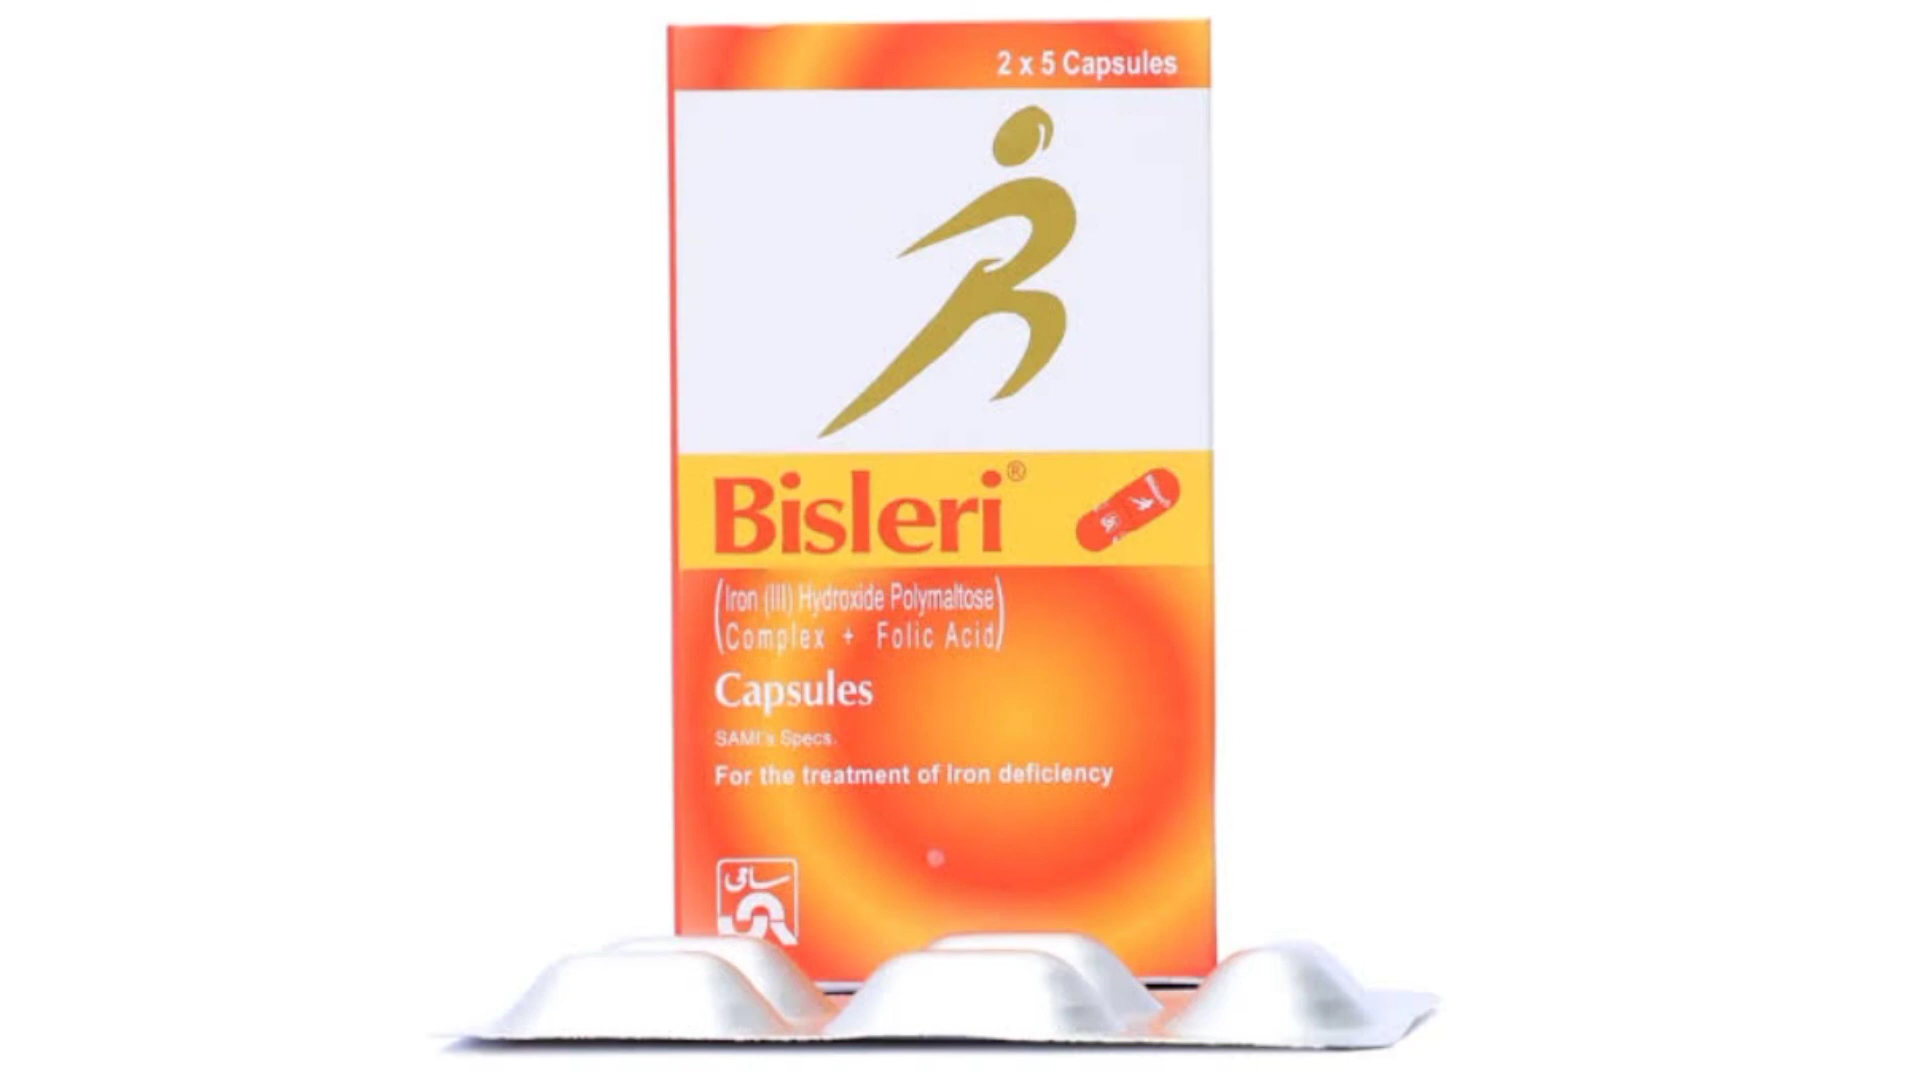 2 x 5 Capsules
Bisleri®
(Iron (III) Hydroxide Polymaltose
Complex + Folic Acid)
Capsules
SAMI's Specs.
For the treatment of Iron deficiency
سامی